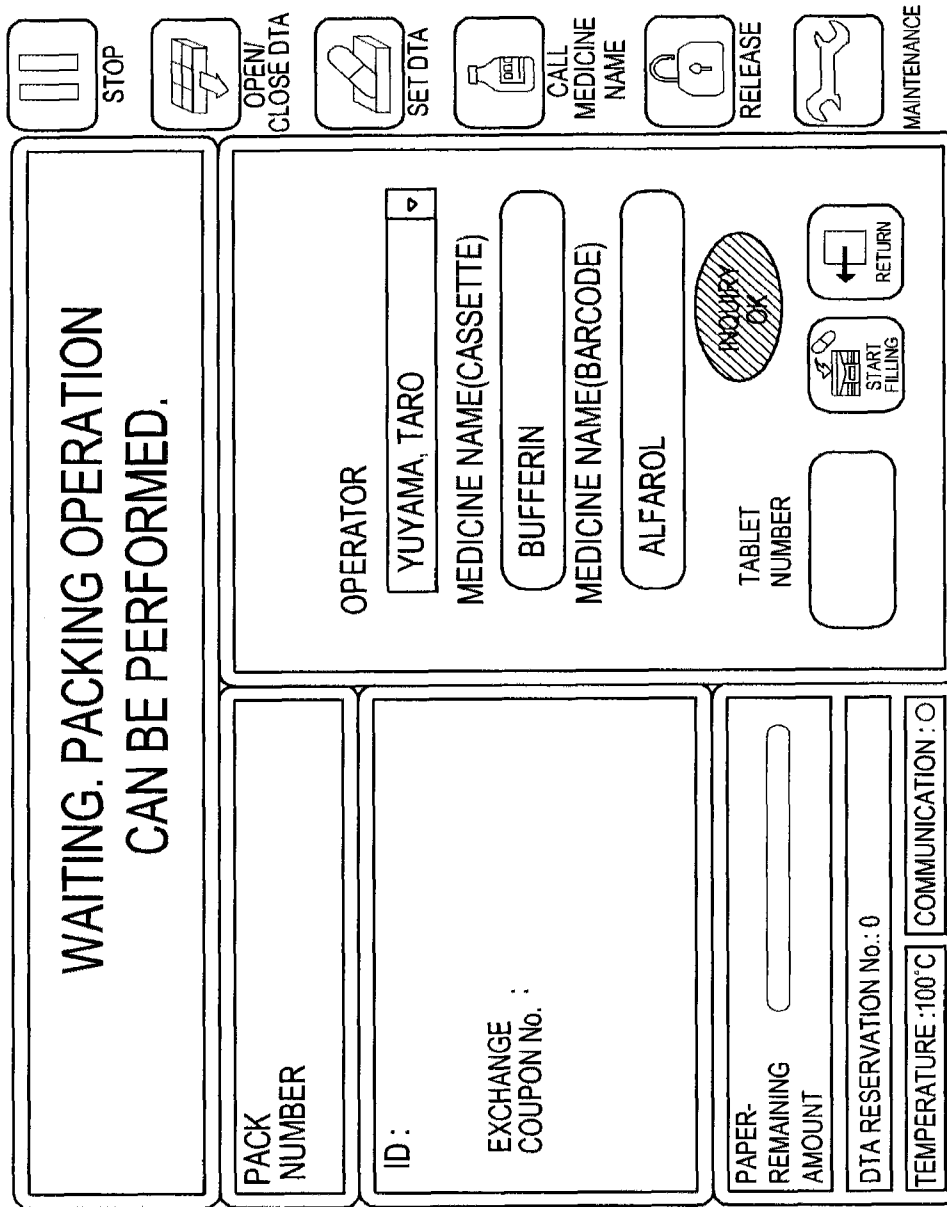 WAITING. PACKING OPERATION
CAN BE PERFORMED.
PACK
NUMBER
ID :
EXCHANGE
COUPON No. :
PAPER-
REMAINING
AMOUNT
DTA RESERVATION No.: 0
TEMPERATURE :100°C
COMMUNICATION : O
OPERATOR
YUYAMA, TARO
MEDICINE NAME(CASSETTE)
BUFFERIN
MEDICINE NAME(BARCODE)
ALFAROL
INQUIRY
OK
TABLET
NUMBER
START
FILLING
RETURN
STOP
OPEN/
CLOSE DTA
SET DTA
CALL
MEDICINE
NAME
RELEASE
MAINTENANCE